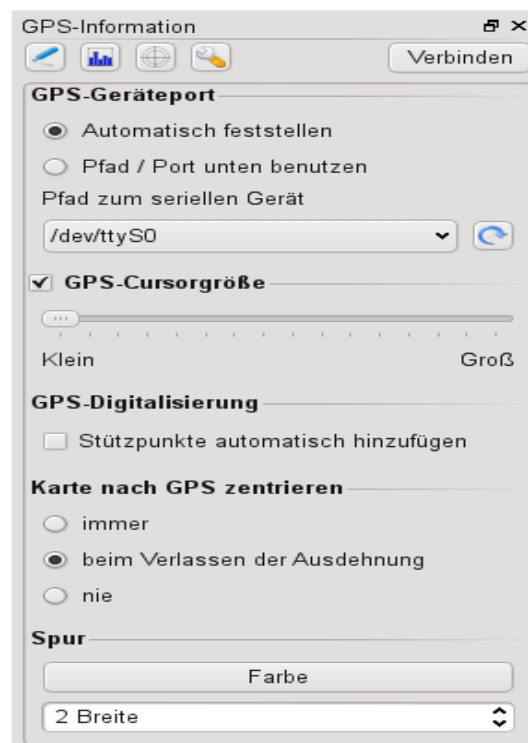 GPS-Information
Verbinden
GPS-Geräteport
Automatisch feststellen
Pfad / Port unten benutzen
Pfad zum seriellen Gerät
/dev/ttyS0
GPS-Cursorgröße
Klein Groß
GPS-Digitalisierung
Stützpunkte automatisch hinzufügen
Karte nach GPS zentrieren
immer
beim Verlassen der Ausdehnung
nie
Spur
Farbe
2 Breite